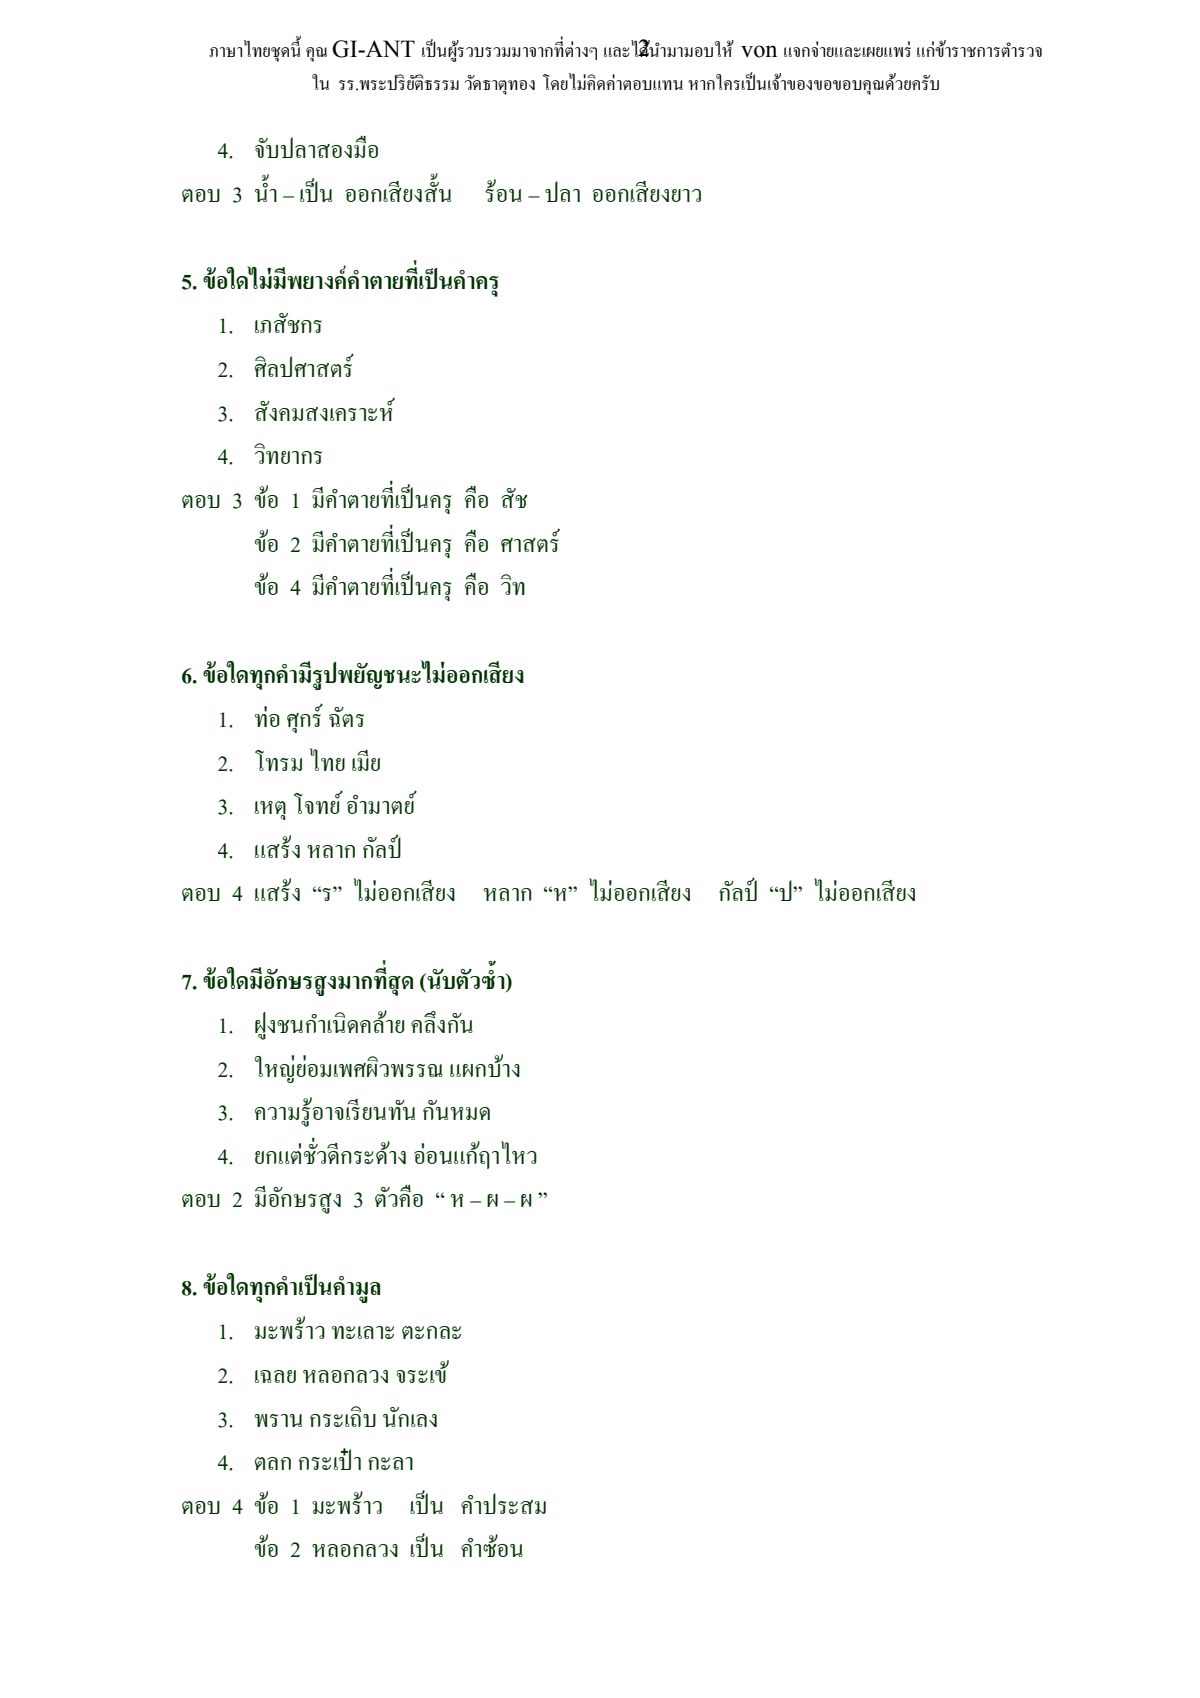 ภาษาไทยชุดนี้ คุณ GI-ANT เป็นผู้รวบรวมมาจากที่ต่างๆ และได้นำมามอบให้ von แจกจ่ายและเผยแพร่ แก่ข้าราชการตำรวจ
2
ใน รร.พระปริยัติธรรม วัดธาตุทอง โดยไม่คิดค่าตอบแทน หากใครเป็นเจ้าของขอขอบคุณด้วยครับ
4. จับปลาสองมือ
ตอบ 3 น้ำ – เป็น ออกเสียงสั้น ร้อน – ปลา ออกเสียงยาว
5. ข้อใดไม่มีพยางค์คำตายที่เป็นคำครุ
1. เภสัชกร
2. ศิลปศาสตร์
3. สังคมสงเคราะห์
4. วิทยากร
ตอบ 3 ข้อ 1 มีคำตายที่เป็นครุ คือ สัช
ข้อ 2 มีคำตายที่เป็นครุ คือ ศาสตร์
ข้อ 4 มีคำตายที่เป็นครุ คือ วิท
6. ข้อใดทุกคำมีรูปพยัญชนะไม่ออกเสียง
1. ท่อ ศุกร์ ฉัตร
2. โทรม ไทย เมีย
3. เหตุ โจทย์ อำมาตย์
4. แสร้ง หลาก กัลป์
ตอบ 4 แสร้ง “ร” ไม่ออกเสียง หลาก “ห” ไม่ออกเสียง กัลป์ “ป” ไม่ออกเสียง
7. ข้อใดมีอักษรสูงมากที่สุด (นับตัวซ้ำ)
1. ฝูงชนกำเนิดคล้าย คลึงกัน
2. ใหญ่ย่อมเพศผิวพรรณ แผกบ้าง
3. ความรู้อาจเรียนทัน กันหมด
4. ยกแต่ชั่วดีกระด้าง อ่อนแก้ฤาไหว
ตอบ 2 มีอักษรสูง 3 ตัวคือ “ ห – ผ – ผ ”
8. ข้อใดทุกคำเป็นคำมูล
1. มะพร้าว ทะเลาะ ตะกละ
2. เฉลย หลอกลวง จระเข้
3. พราน กระเถิบ นักเลง
4. ตลก กระเป๋า กะลา
ตอบ 4 ข้อ 1 มะพร้าว เป็น คำประสม
ข้อ 2 หลอกลวง เป็น คำซ้อน